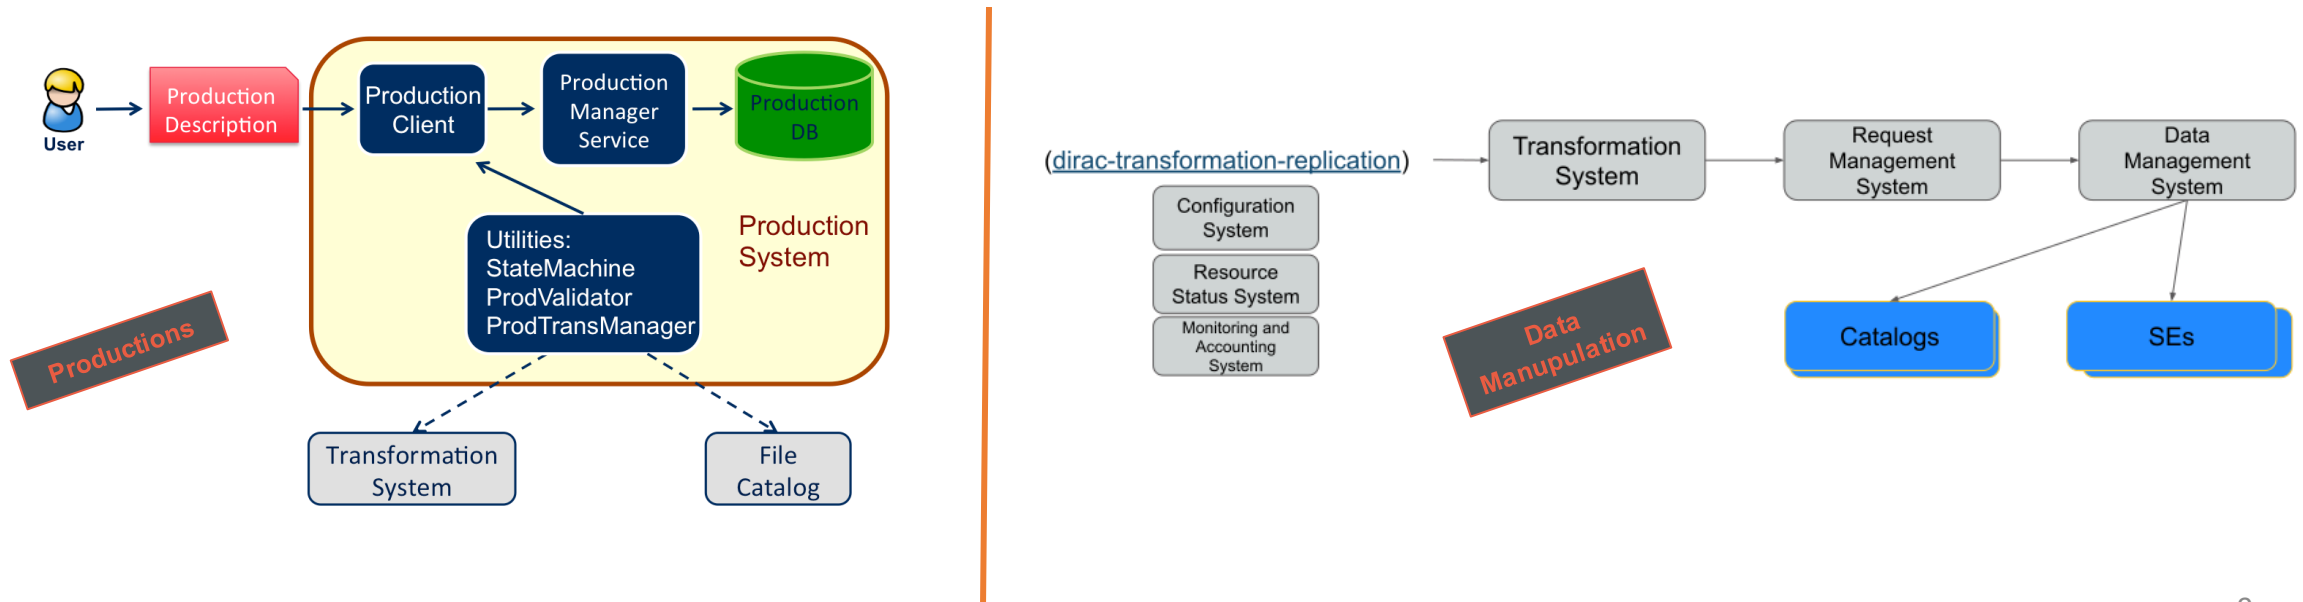 User
Production
Description
Production
Client
Production
Manager
Service
Production
DB
Utilities:
StateMachine
ProdValidator
ProdTransManager
Production
System
Productions
Transformation
System
File
Catalog
(dirac-transformation-replication)
Configuration
System
Resource
Status System
Monitoring and
Accounting
System
Transformation
System
Request
Management
System
Data
Management
System
Data
Manupulation
Catalogs
SEs